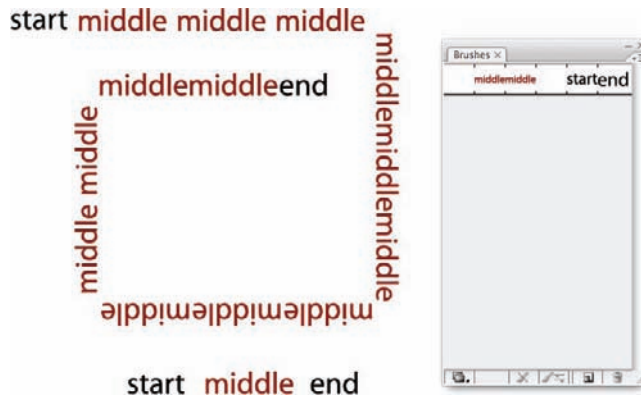 start middle middle middle
middlemiddlemiddle
middlemiddlemiddle
middle middle
middlemiddleend
start middle end
Brushes ×
middlemiddle startend